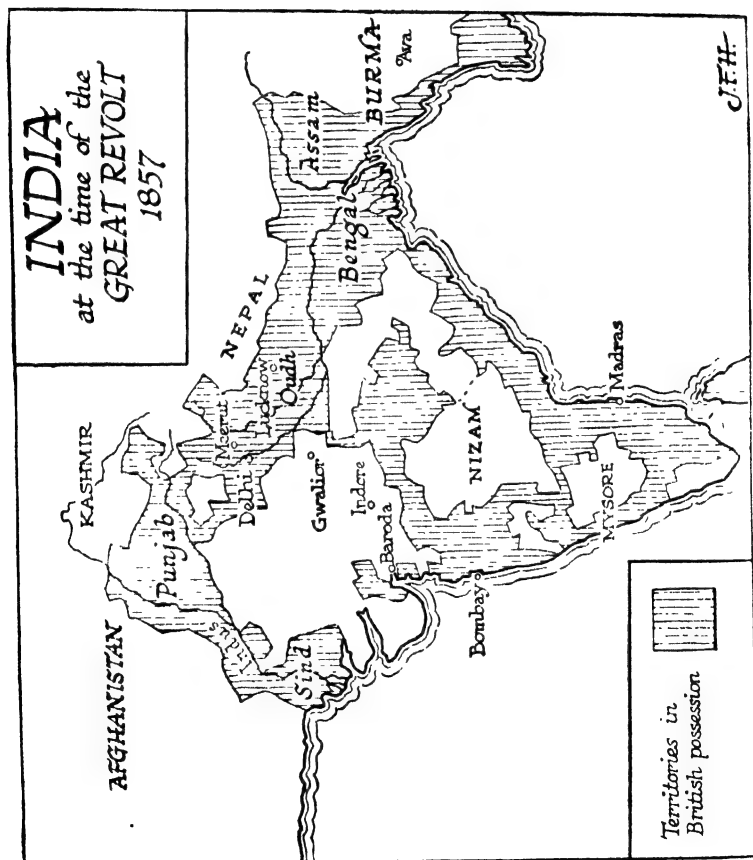 INDIA
at the time of the
GREAT REVOLT
1857
KASHMIR
AFGHANISTAN
Punjab
NEPAL
Meerut
Delhi
Lucknow
Oudh
Assam
BURMA
Ava
Indus
Sind
Gwalior
Bengal
Indore
Baroda
Bombay
NIZAM
MYSORE
Madras
Territories in
British possession
J.F.H.